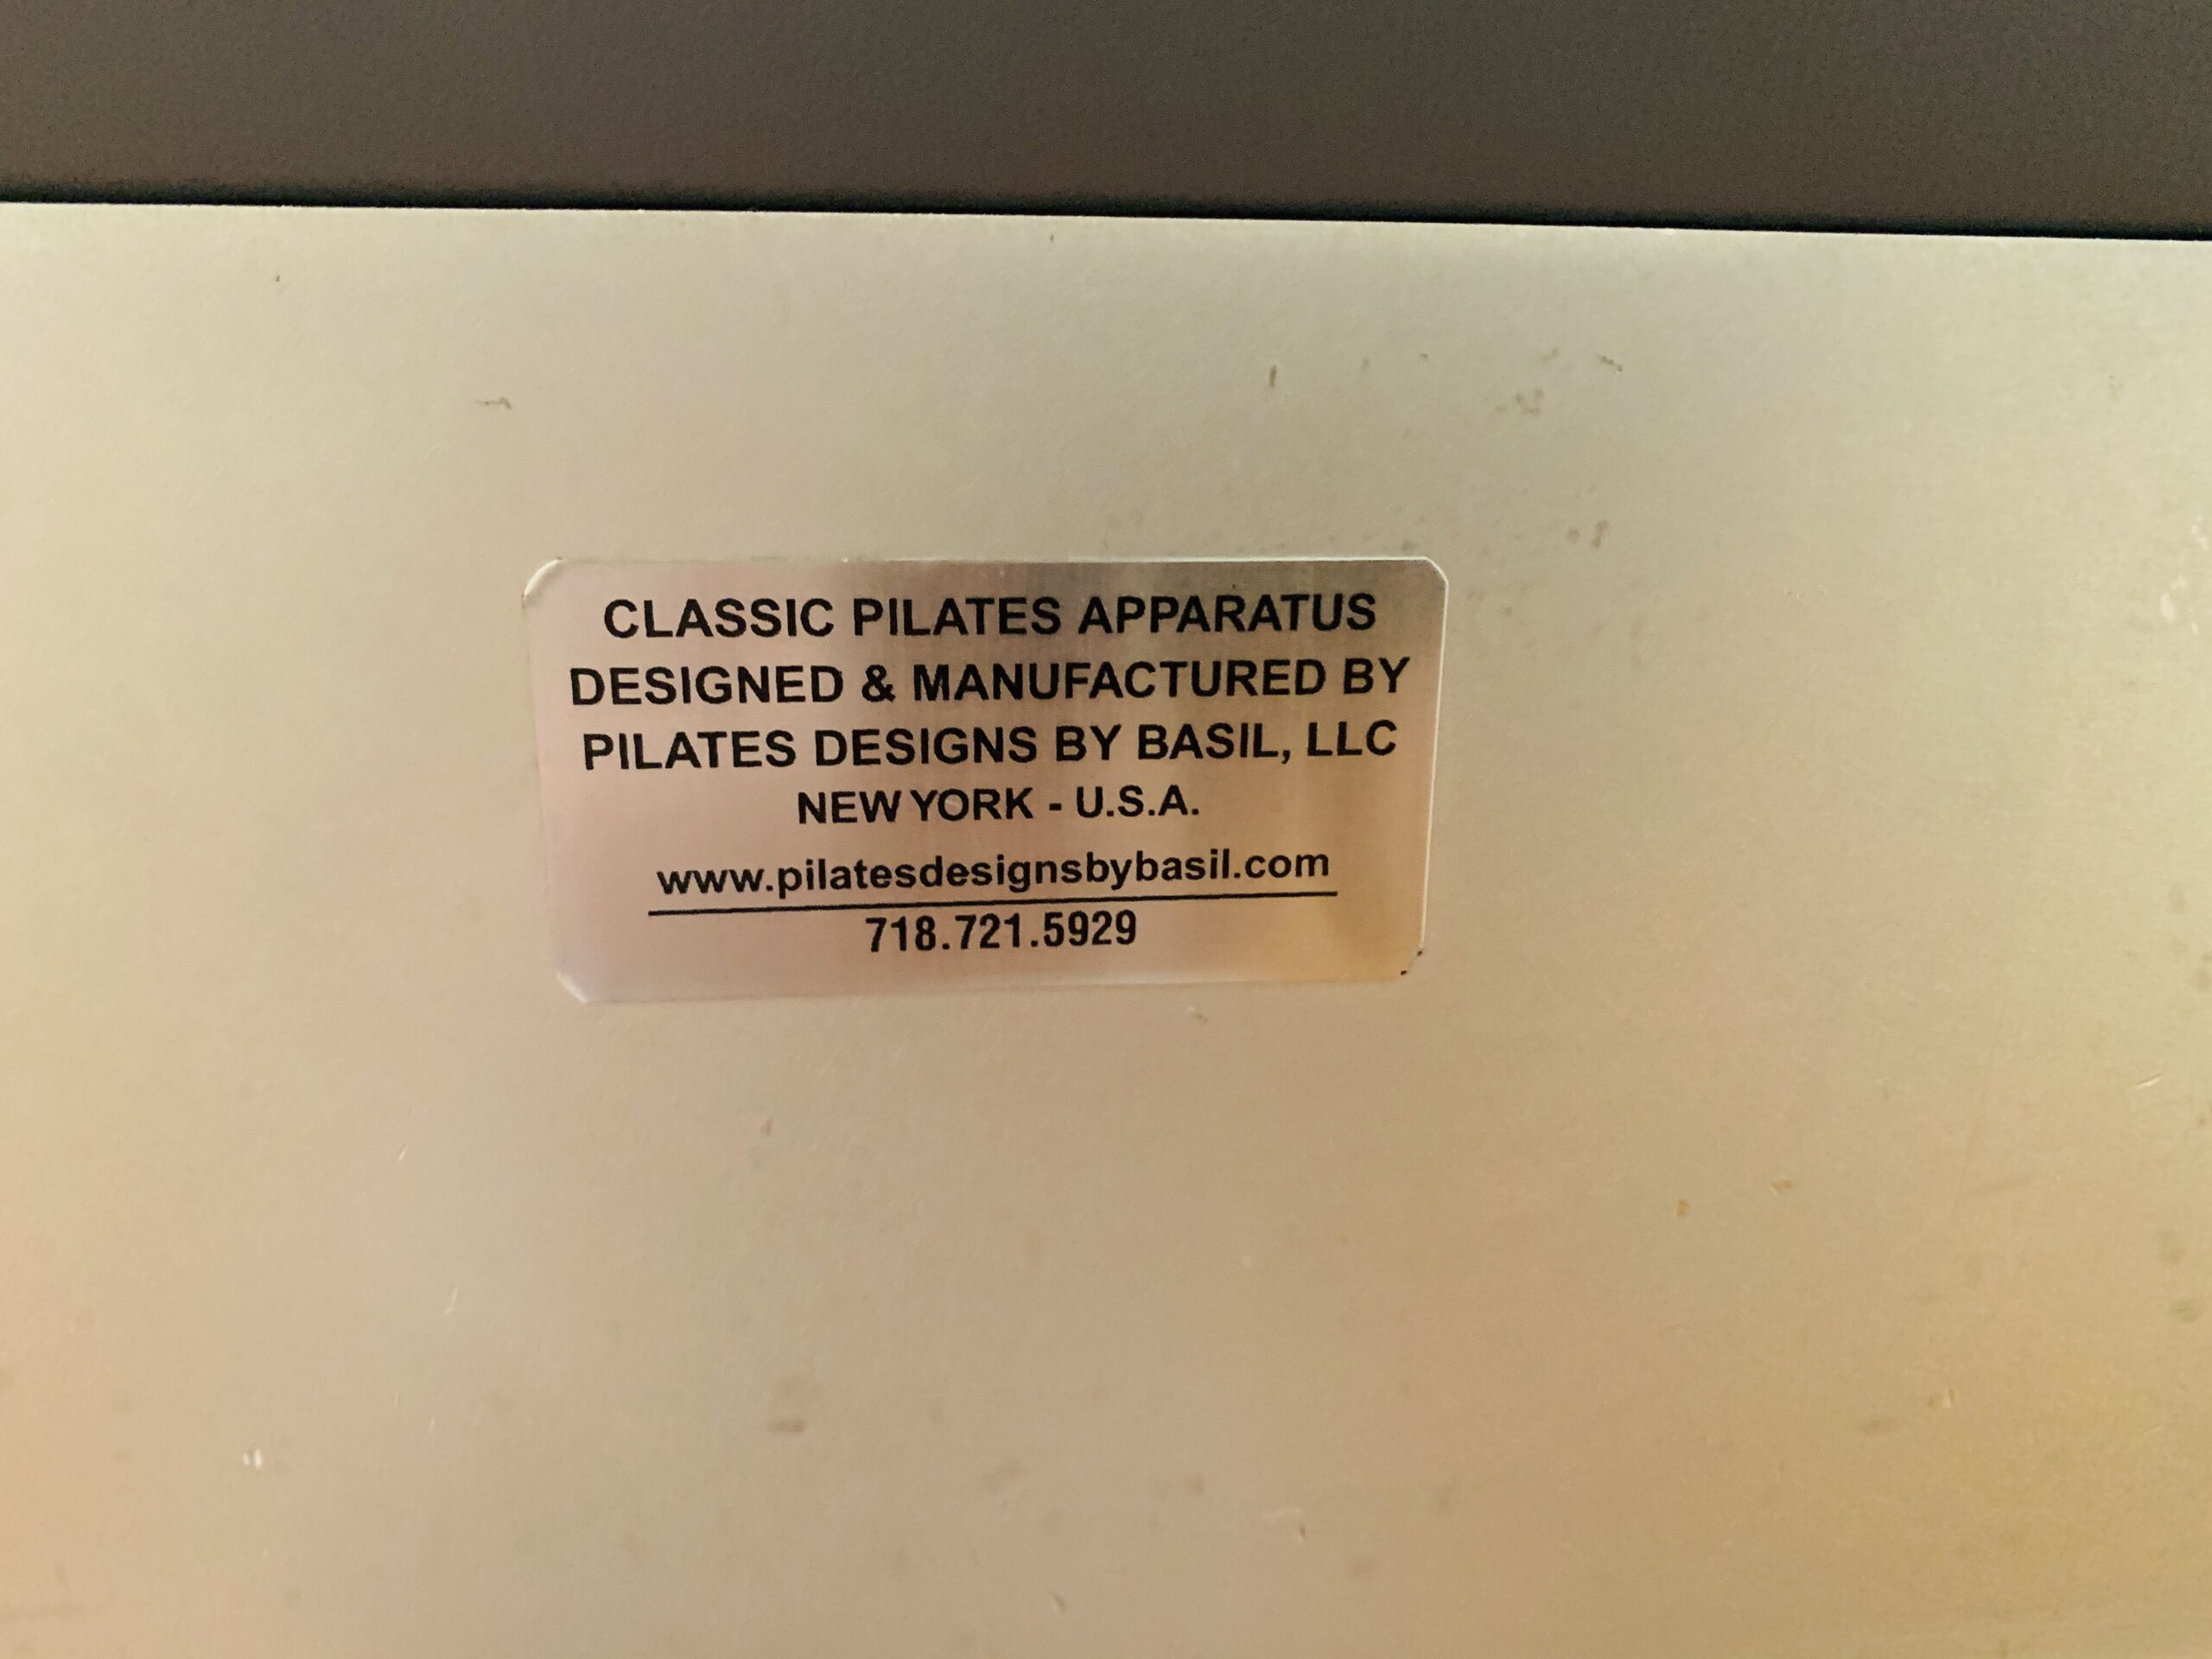 CLASSIC PILATES APPARATUS
DESIGNED & MANUFACTURED BY
PILATES DESIGNS BY BASIL, LLC
NEW YORK - U.S.A.
www.pilatesdesignsbybasil.com
718.721.5929